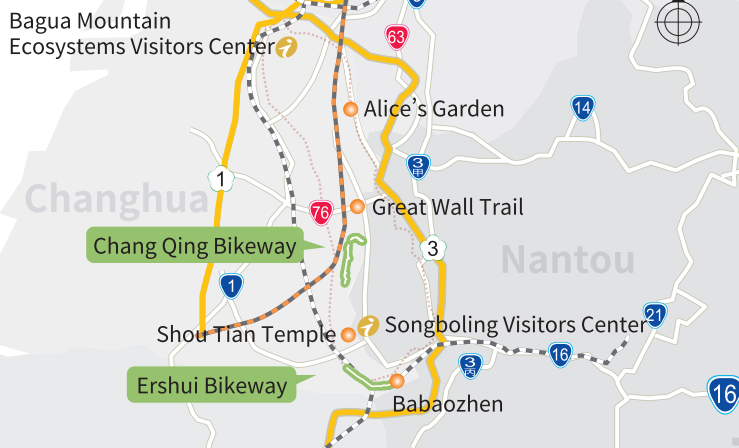 Bagua Mountain
Ecosystems Visitors Center
63
Alice's Garden
14
3甲
1
Changhua
76
Great Wall Trail
Chang Qing Bikeway
3
Nantou
1
21
Shou Tian Temple
Songboling Visitors Center
16
3丙
Ershui Bikeway
16
Babaozhen